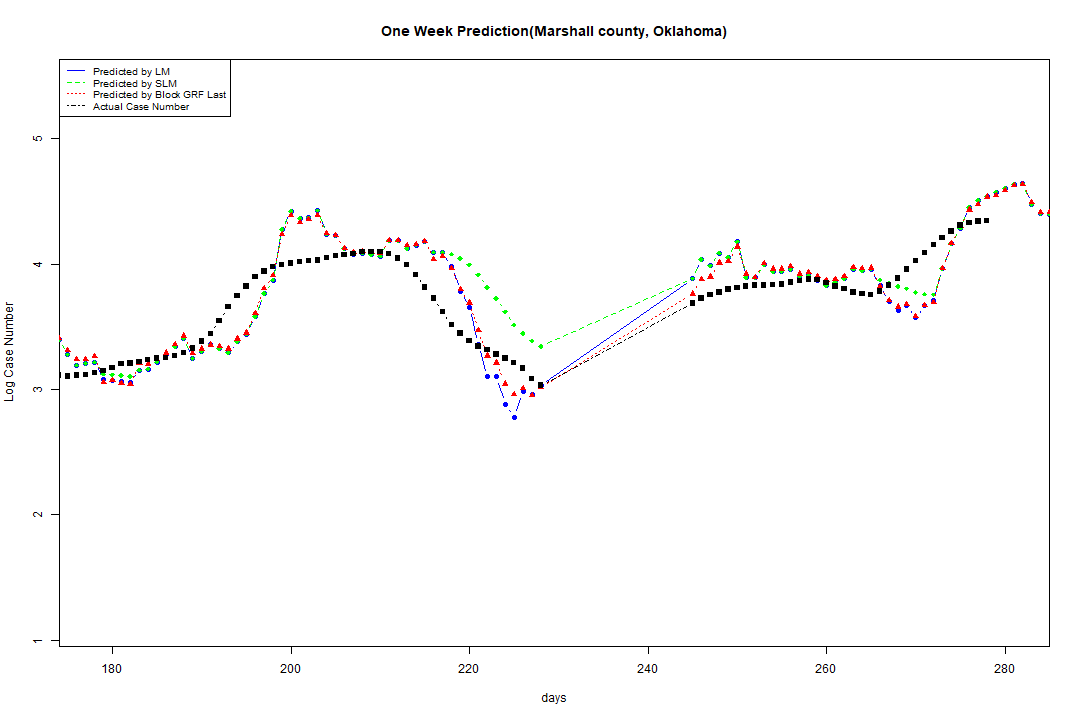 One Week Prediction(Marshall county, Oklahoma)
Predicted by LM
Predicted by SLM
Predicted by Block GRF Last
Actual Case Number
5
4
3
2
1
Log Case Number
180 200 220 240 260 280
days